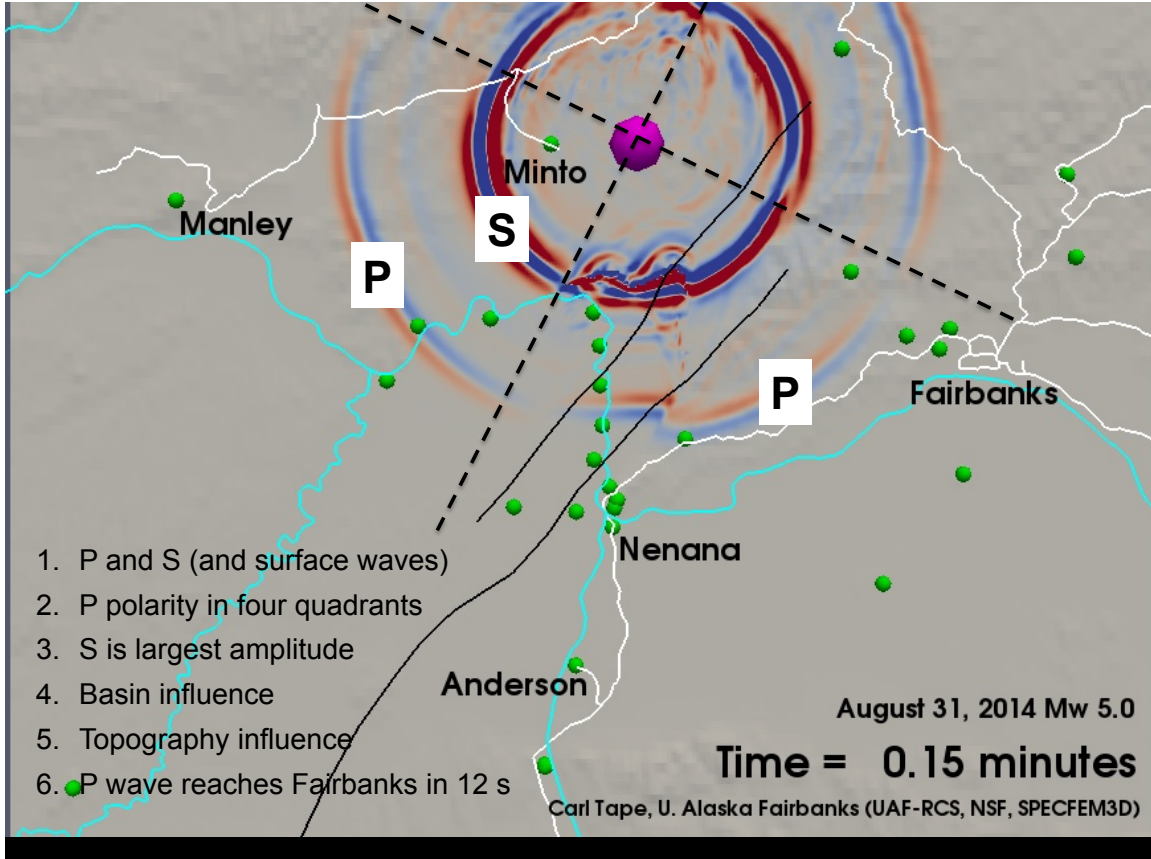 Minto
Manley
S
P
P
Fairbanks
Nenana
1. P and S (and surface waves)
2. P polarity in four quadrants
3. S is largest amplitude
4. Basin influence
5. Topography influence
6. P wave reaches Fairbanks in 12 s
Anderson
August 31, 2014 Mw 5.0
Time = 0.15 minutes
Carl Tape, U. Alaska Fairbanks (UAF-RCS, NSF, SPECFEM3D)